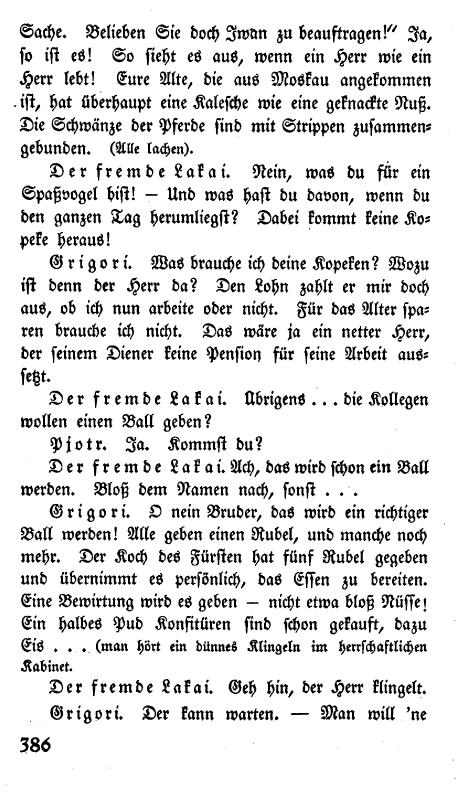 Sache. Belieben Sie doch Iwan zu beauftragen!“ Ja,
so ist es! So sieht es aus, wenn ein Herr wie ein
Herr lebt! Eure Alte, die aus Moskau angekommen
ist, hat überhaupt eine Kalesche wie eine geknackte Nuß.
Die Schwänze der Pferde sind mit Strippen zusammen-
gebunden. (Alle lachen).
Der fremde Lakai. Nein, was du für ein
Spaßvogel bist! — Und was hast du davon, wenn du
den ganzen Tag herumliegst? Dabei kommt keine Ko-
peke heraus!
Grigori. Was brauche ich deine Kopeken? Wozu
ist denn der Herr da? Den Lohn zahlt er mir doch
aus, ob ich nun arbeite oder nicht. Für das Alter spa-
ren brauche ich nicht. Das wäre ja ein netter Herr,
der seinem Diener keine Pension für seine Arbeit aus-
setzt.
Der fremde Lakai. Übrigens . . . die Kollegen
wollen einen Ball geben?
Pjotr. Ja. Kommst du?
Der fremde Lakai. Ach, das wird schon ein Ball
werden. Bloß dem Namen nach, sonst . . .
Grigori. O nein Bruder, das wird ein richtiger
Ball werden! Alle geben einen Rubel, und manche noch
mehr. Der Koch des Fürsten hat fünf Rubel gegeben
und übernimmt es persönlich, das Essen zu bereiten.
Eine Bewirtung wird es geben — nicht etwa bloß Nüsse!
Ein halbes Pud Konfitüren sind schon gekauft, dazu
Eis . . . (man hört ein dünnes Klingeln im herrschaftlichen
Kabinet.
Der fremde Lakai. Geh hin, der Herr klingelt.
Grigori. Der kann warten. — Man will 'ne
386